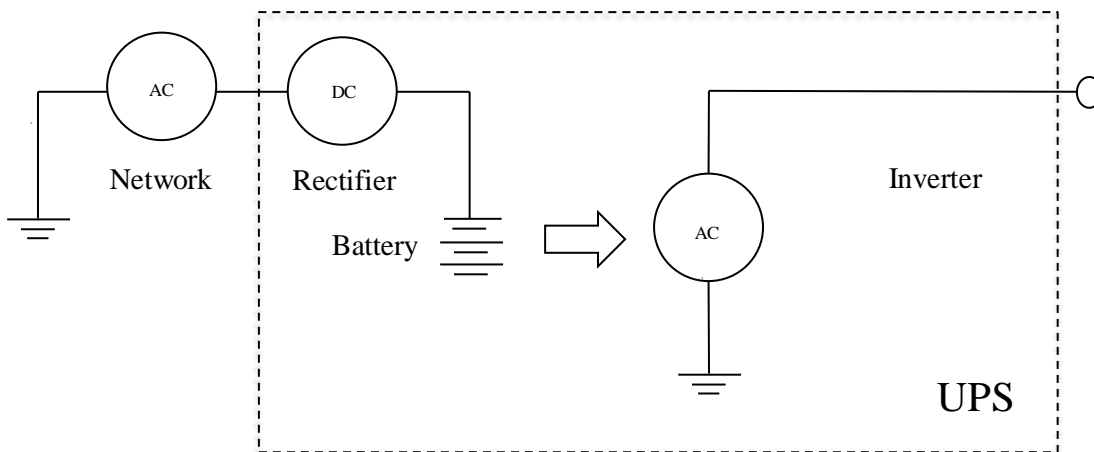 AC
DC
Network
Rectifier
Inverter
Battery
AC
UPS